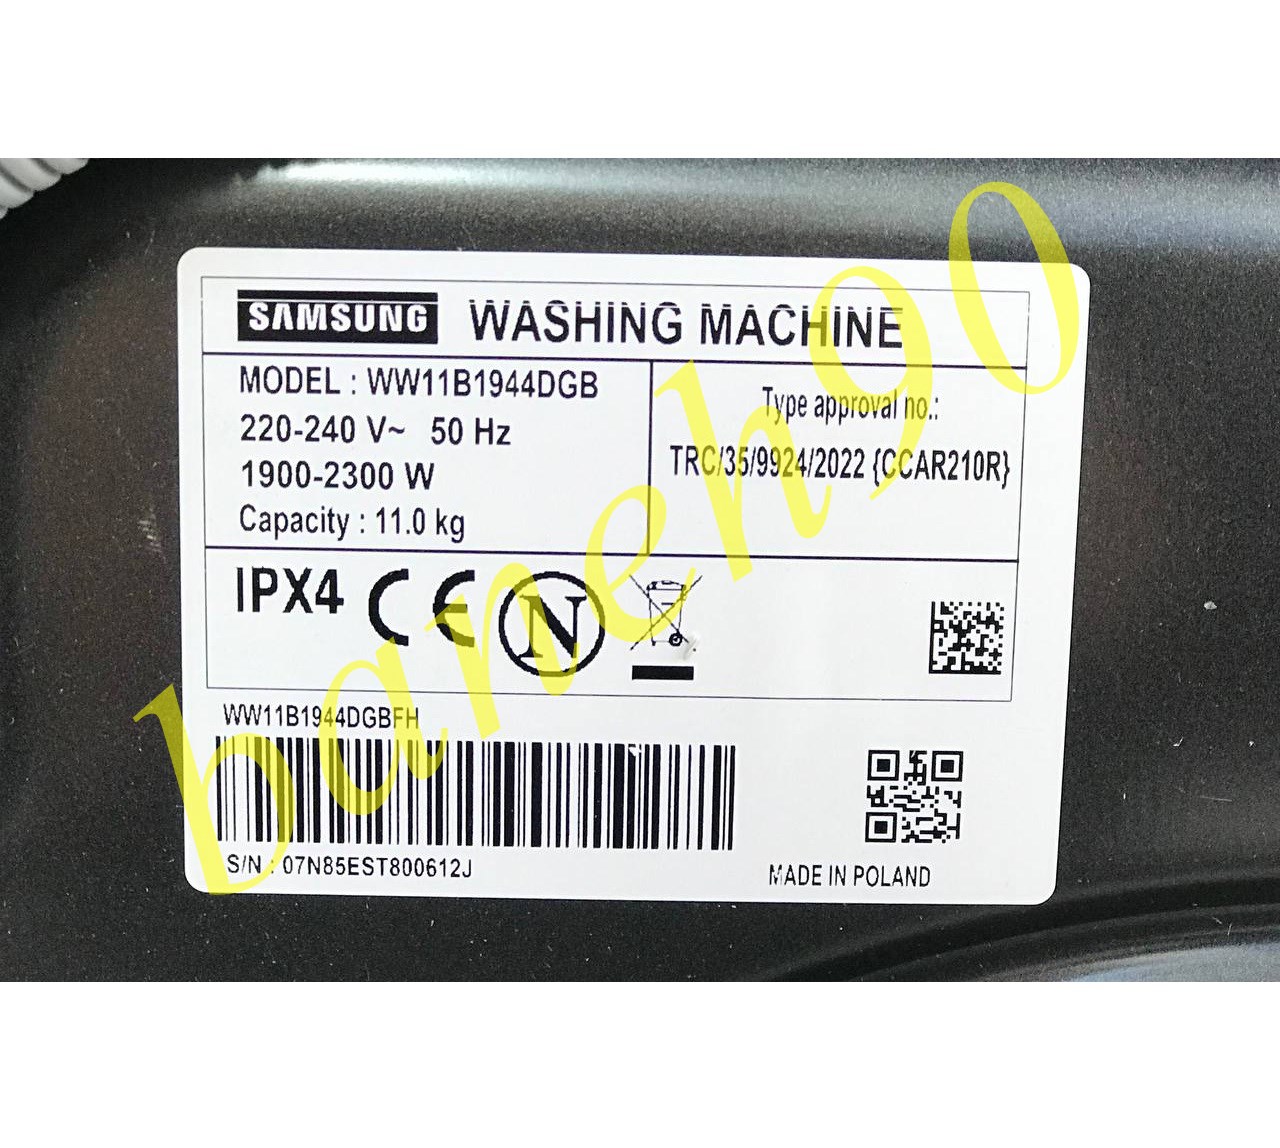 SAMSUNG WASHING MACHINE
MODEL : WW11B1944DGB
220-240 V~ 50 Hz
1900-2300 W
Capacity : 11.0 kg
Type approval no.:
TRC/35/9924/2022 {CCAR210R}
IPX4 CE N
WW11B1944DGBFH
S/N : 07N85EST800612J
MADE IN POLAND
baneh90